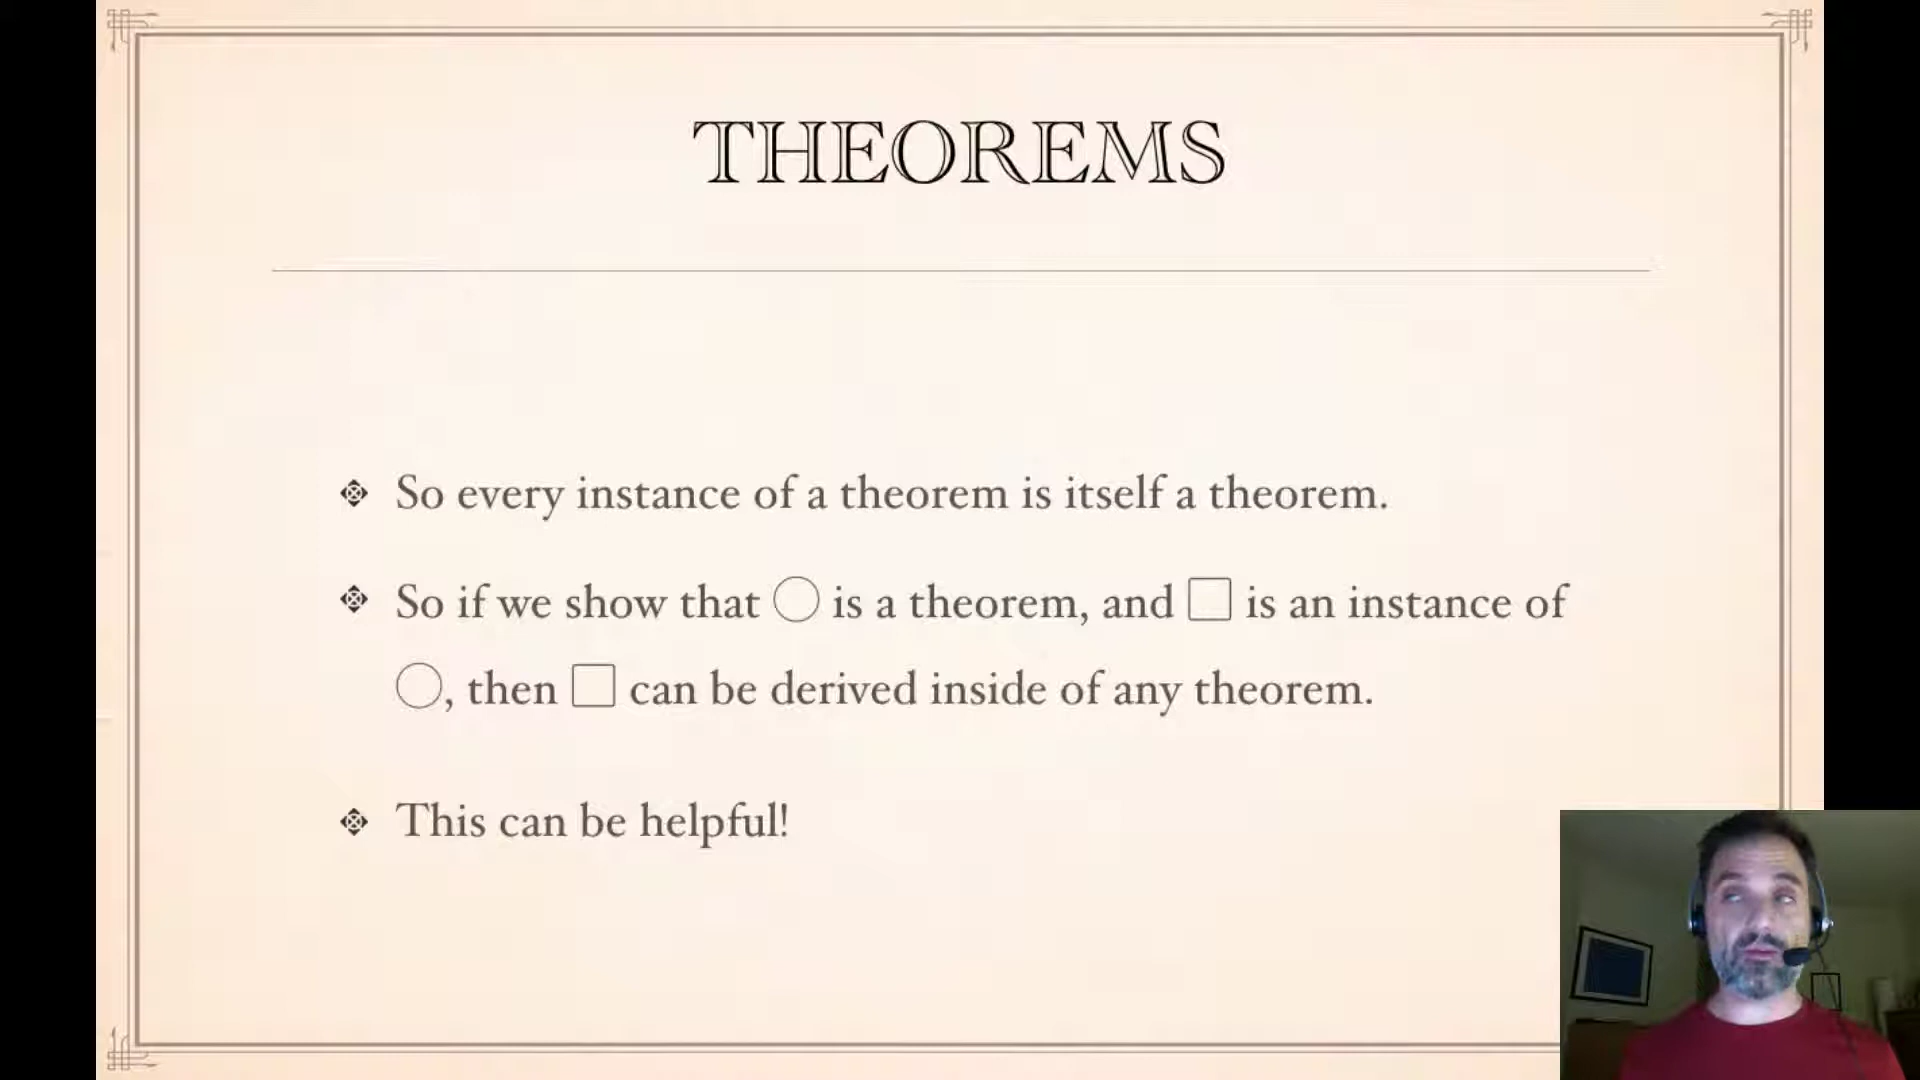 THEOREMS
So every instance of a theorem is itself a theorem.
So if we show that ◯ is a theorem, and □ is an instance of
◯, then □ can be derived inside of any theorem.
This can be helpful!